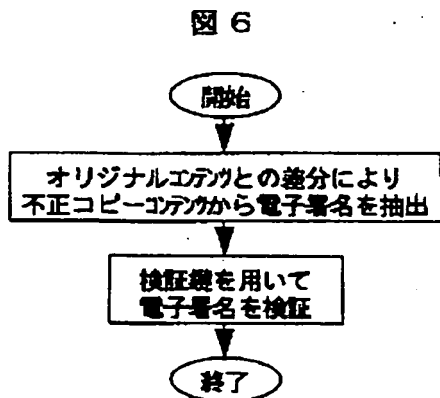 図 6
開始
オリジナルコンテンツとの差分により
不正コピーコンテンツから電子署名を抽出
検証鍵を用いて
電子署名を検証
終了